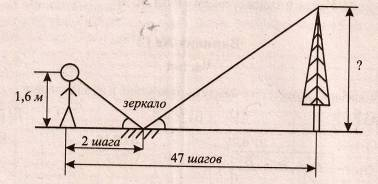 1,6 м
зеркало
?
2 шага
47 шагов